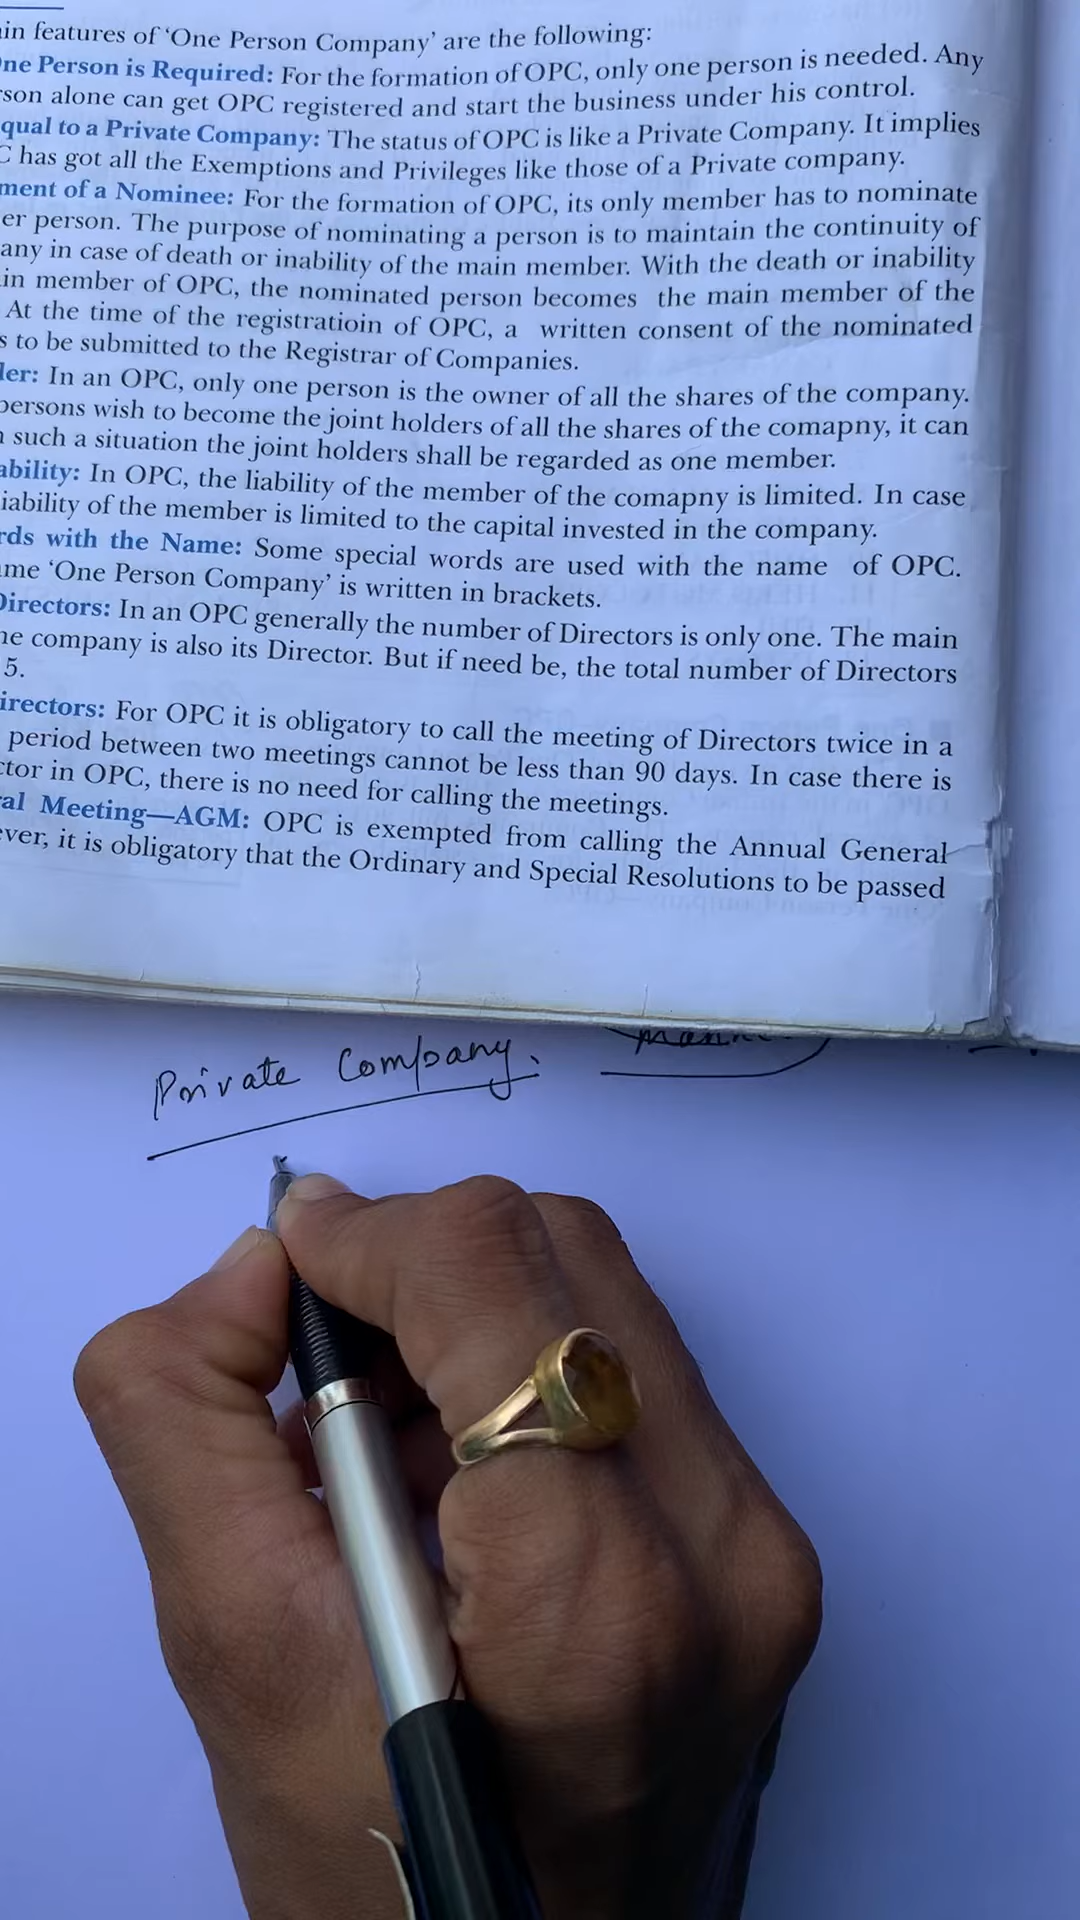 in features of 'One Person Company' are the following:
ne Person is Required: For the formation of OPC, only one person is needed. Any
son alone can get OPC registered and start the business under his control.
qual to a Private Company: The status of OPC is like a Private Company. It implies
C has got all the Exemptions and Privileges like those of a Private company.
ment of a Nominee: For the formation of OPC, its only member has to nominate
er person. The purpose of nominating a person is to maintain the continuity of
any in case of death or inability of the main member. With the death or inability
in member of OPC, the nominated person becomes the main member of the
At the time of the registratioin of OPC, a written consent of the nominated
s to be submitted to the Registrar of Companies.
der: In an OPC, only one person is the owner of all the shares of the company.
persons wish to become the joint holders of all the shares of the comapny, it can
n such a situation the joint holders shall be regarded as one member.
ability: In OPC, the liability of the member of the comapny is limited. In case
iability of the member is limited to the capital invested in the company.
rds with the Name: Some special words are used with the name of OPC.
me 'One Person Company' is written in brackets.
Directors: In an OPC generally the number of Directors is only one. The main
he company is also its Director. But if need be, the total number of Directors
5.
irectors: For OPC it is obligatory to call the meeting of Directors twice in a
period between two meetings cannot be less than 90 days. In case there is
ctor in OPC, there is no need for calling the meetings.
ral Meeting—AGM: OPC is exempted from calling the Annual General
ever, it is obligatory that the Ordinary and Special Resolutions to be passed
Private Company.